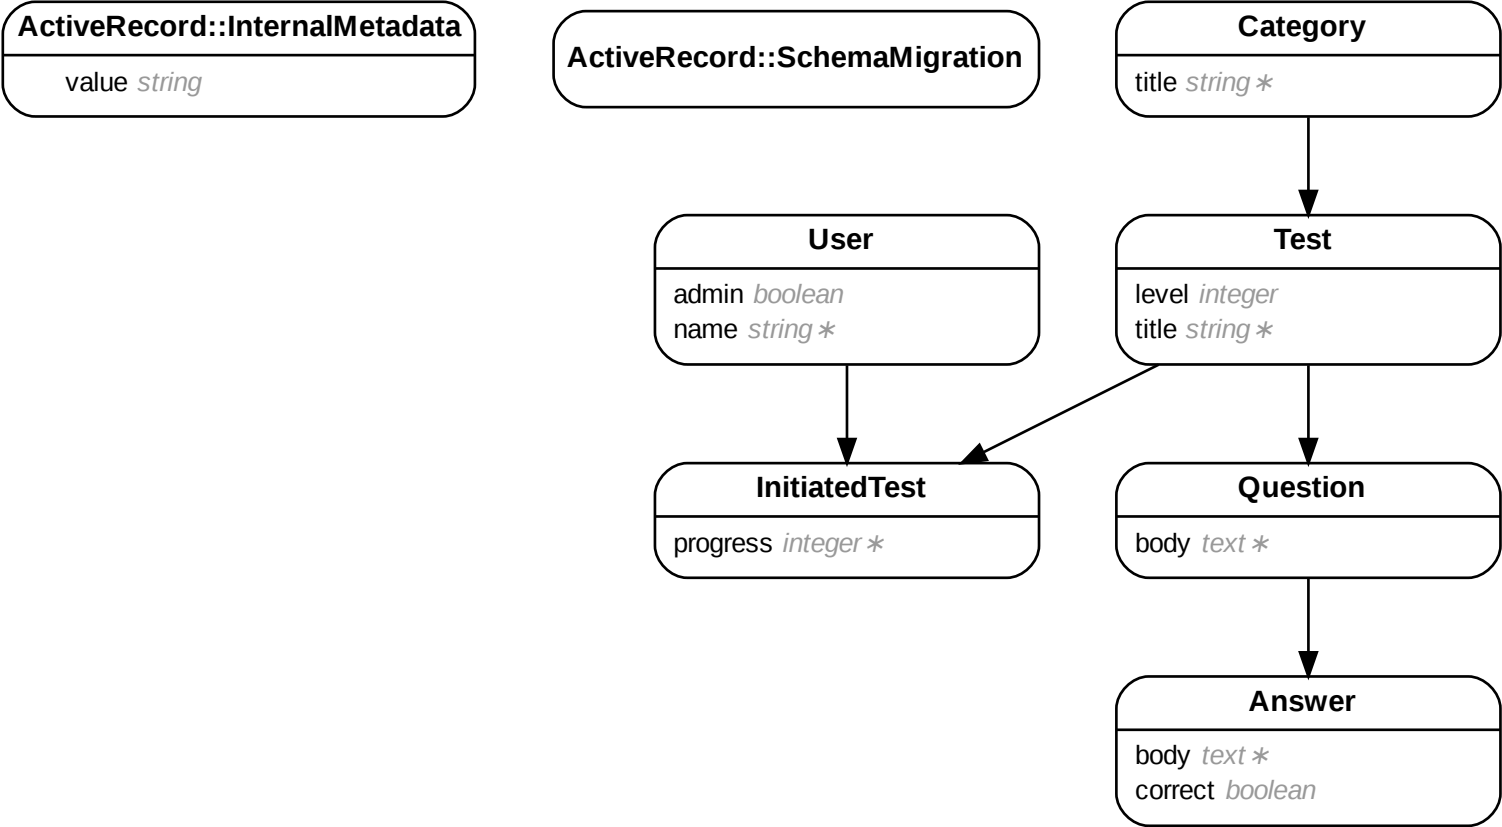 ActiveRecord::InternalMetadata
value string
ActiveRecord::SchemaMigration
Category
title string ∗
User
admin boolean
name string ∗
Test
level integer
title string ∗
InitiatedTest
progress integer ∗
Question
body text ∗
Answer
body text ∗
correct boolean